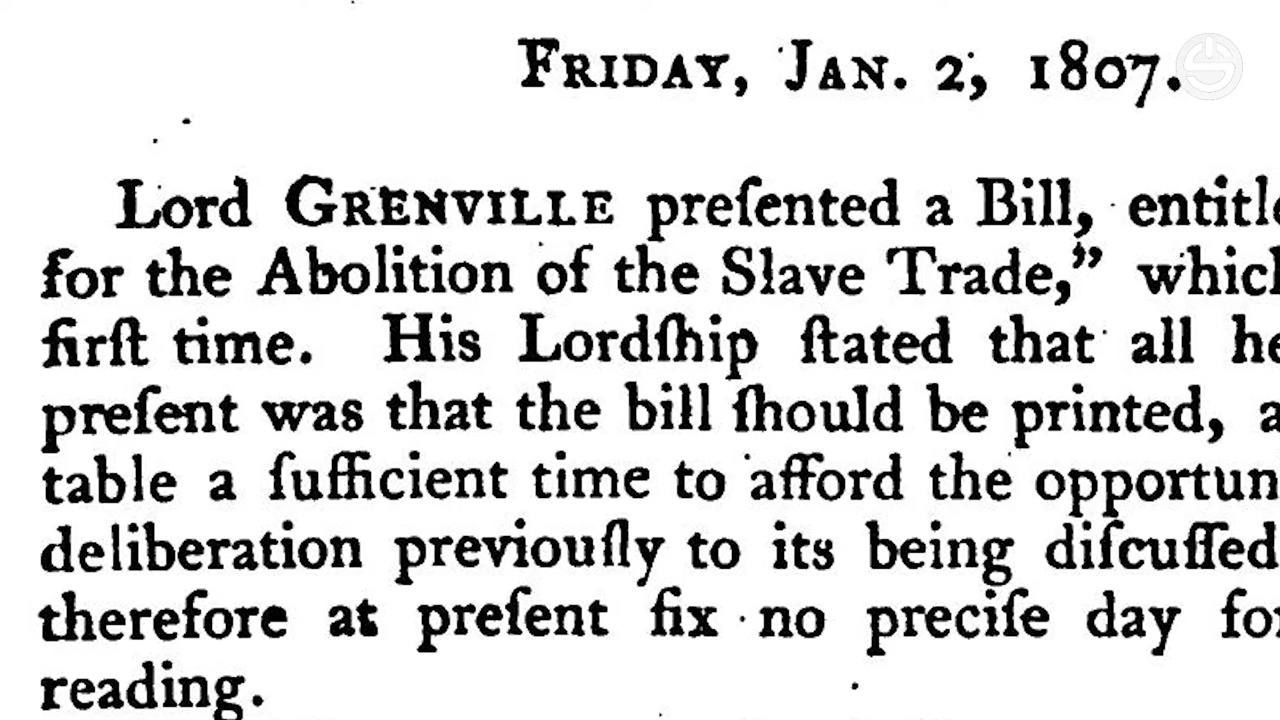 FRIDAY, JAN. 2, 1807.
Lord GRENVILLE preſented a Bill,
for the Abolition of the Slave Trade,”
firſt time. His Lordſhip ſtated that all
preſent was that the bill ſhould be printed,
table a ſufficient time to afford the
deliberation previouſly to its being diſcuſſed
therefore at preſent fix no preciſe day
reading.